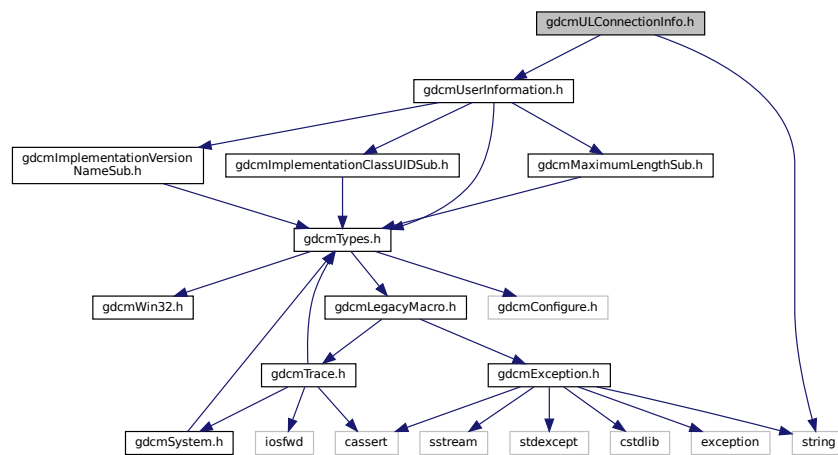 gdcmULConnectionInfo.h
gdcmUserInformation.h
gdcmImplementationVersion
NameSub.h
gdcmImplementationClassUIDSub.h
gdcmMaximumLengthSub.h
gdcmTypes.h
gdcmWin32.h
gdcmLegacyMacro.h
gdcmConfigure.h
gdcmTrace.h
gdcmException.h
gdcmSystem.h
iosfwd
cassert
sstream
stdexcept
cstdlib
exception
string